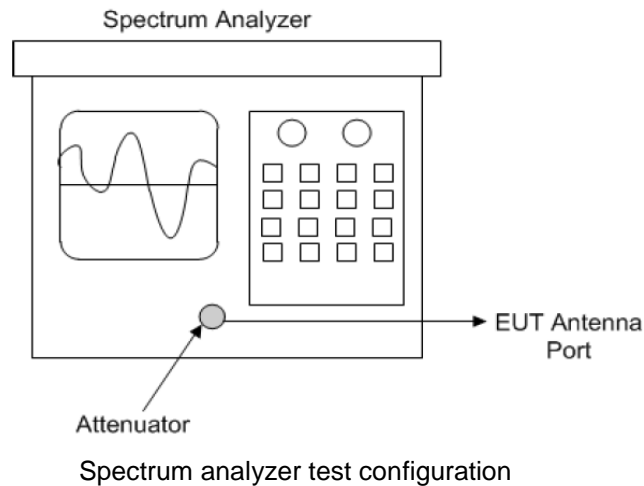 Spectrum Analyzer
EUT Antenna
Port
Attenuator
Spectrum analyzer test configuration